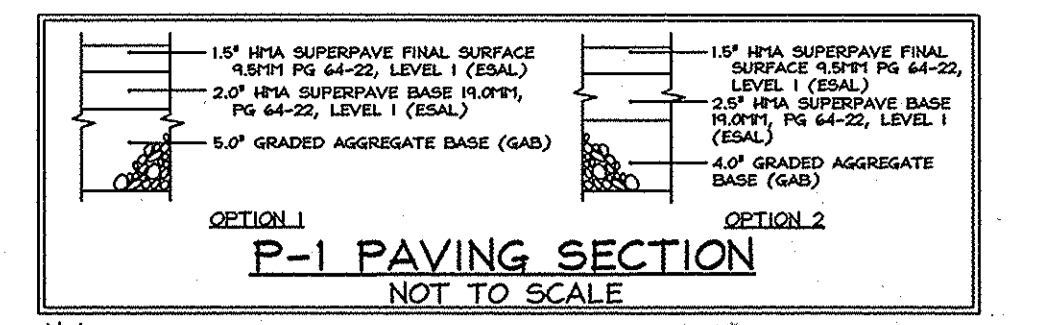 1.5" HMA SUPERPAVE FINAL SURFACE
9.5MM PG 64-22, LEVEL 1 (ESAL)
2.0" HMA SUPERPAVE BASE 19.0MM,
PG 64-22, LEVEL 1 (ESAL)
5.0" GRADED AGGREGATE BASE (GAB)
OPTION 1
1.5" HMA SUPERPAVE FINAL
SURFACE 9.5MM PG 64-22,
LEVEL 1 (ESAL)
2.5" HMA SUPERPAVE BASE
19.0MM, PG 64-22, LEVEL 1
(ESAL)
4.0" GRADED AGGREGATE
BASE (GAB)
OPTION 2
P-1 PAVING SECTION
NOT TO SCALE